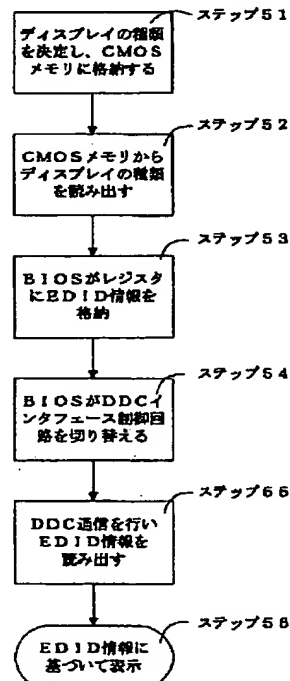 ステップ51
ディスプレイの種類
を決定し、CMOS
メモリに格納する
ステップ52
CMOSメモリから
ディスプレイの種類
を読み出す
ステップ53
BIOSがレジスタ
にEDID情報を
格納
ステップ54
BIOSがDDCイ
ンタフェース制御回
路を切り替える
ステップ55
DDC通信を行い
EDID情報を
読み出す
ステップ56
EDID情報に
基づいて表示